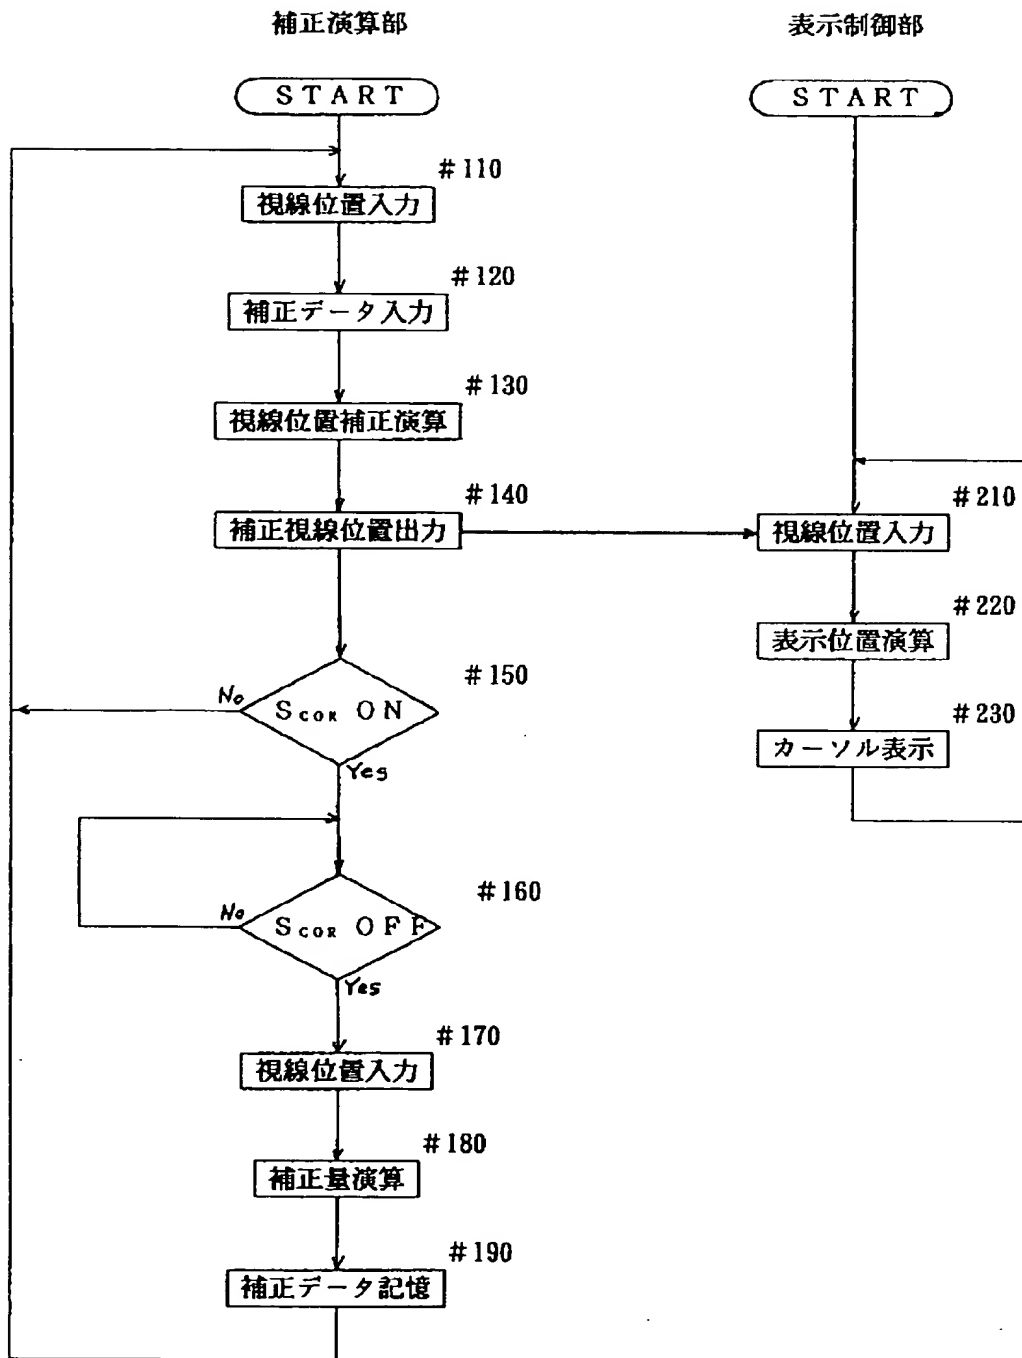 補正演算部
START
#110
視線位置入力
#120
補正データ入力
#130
視線位置補正演算
#140
補正視線位置出力
#150
No
SCOR ON
Yes
#160
No
SCOR OFF
Yes
#170
視線位置入力
#180
補正量演算
#190
補正データ記憶
表示制御部
START
#210
視線位置入力
#220
表示位置演算
#230
カーソル表示